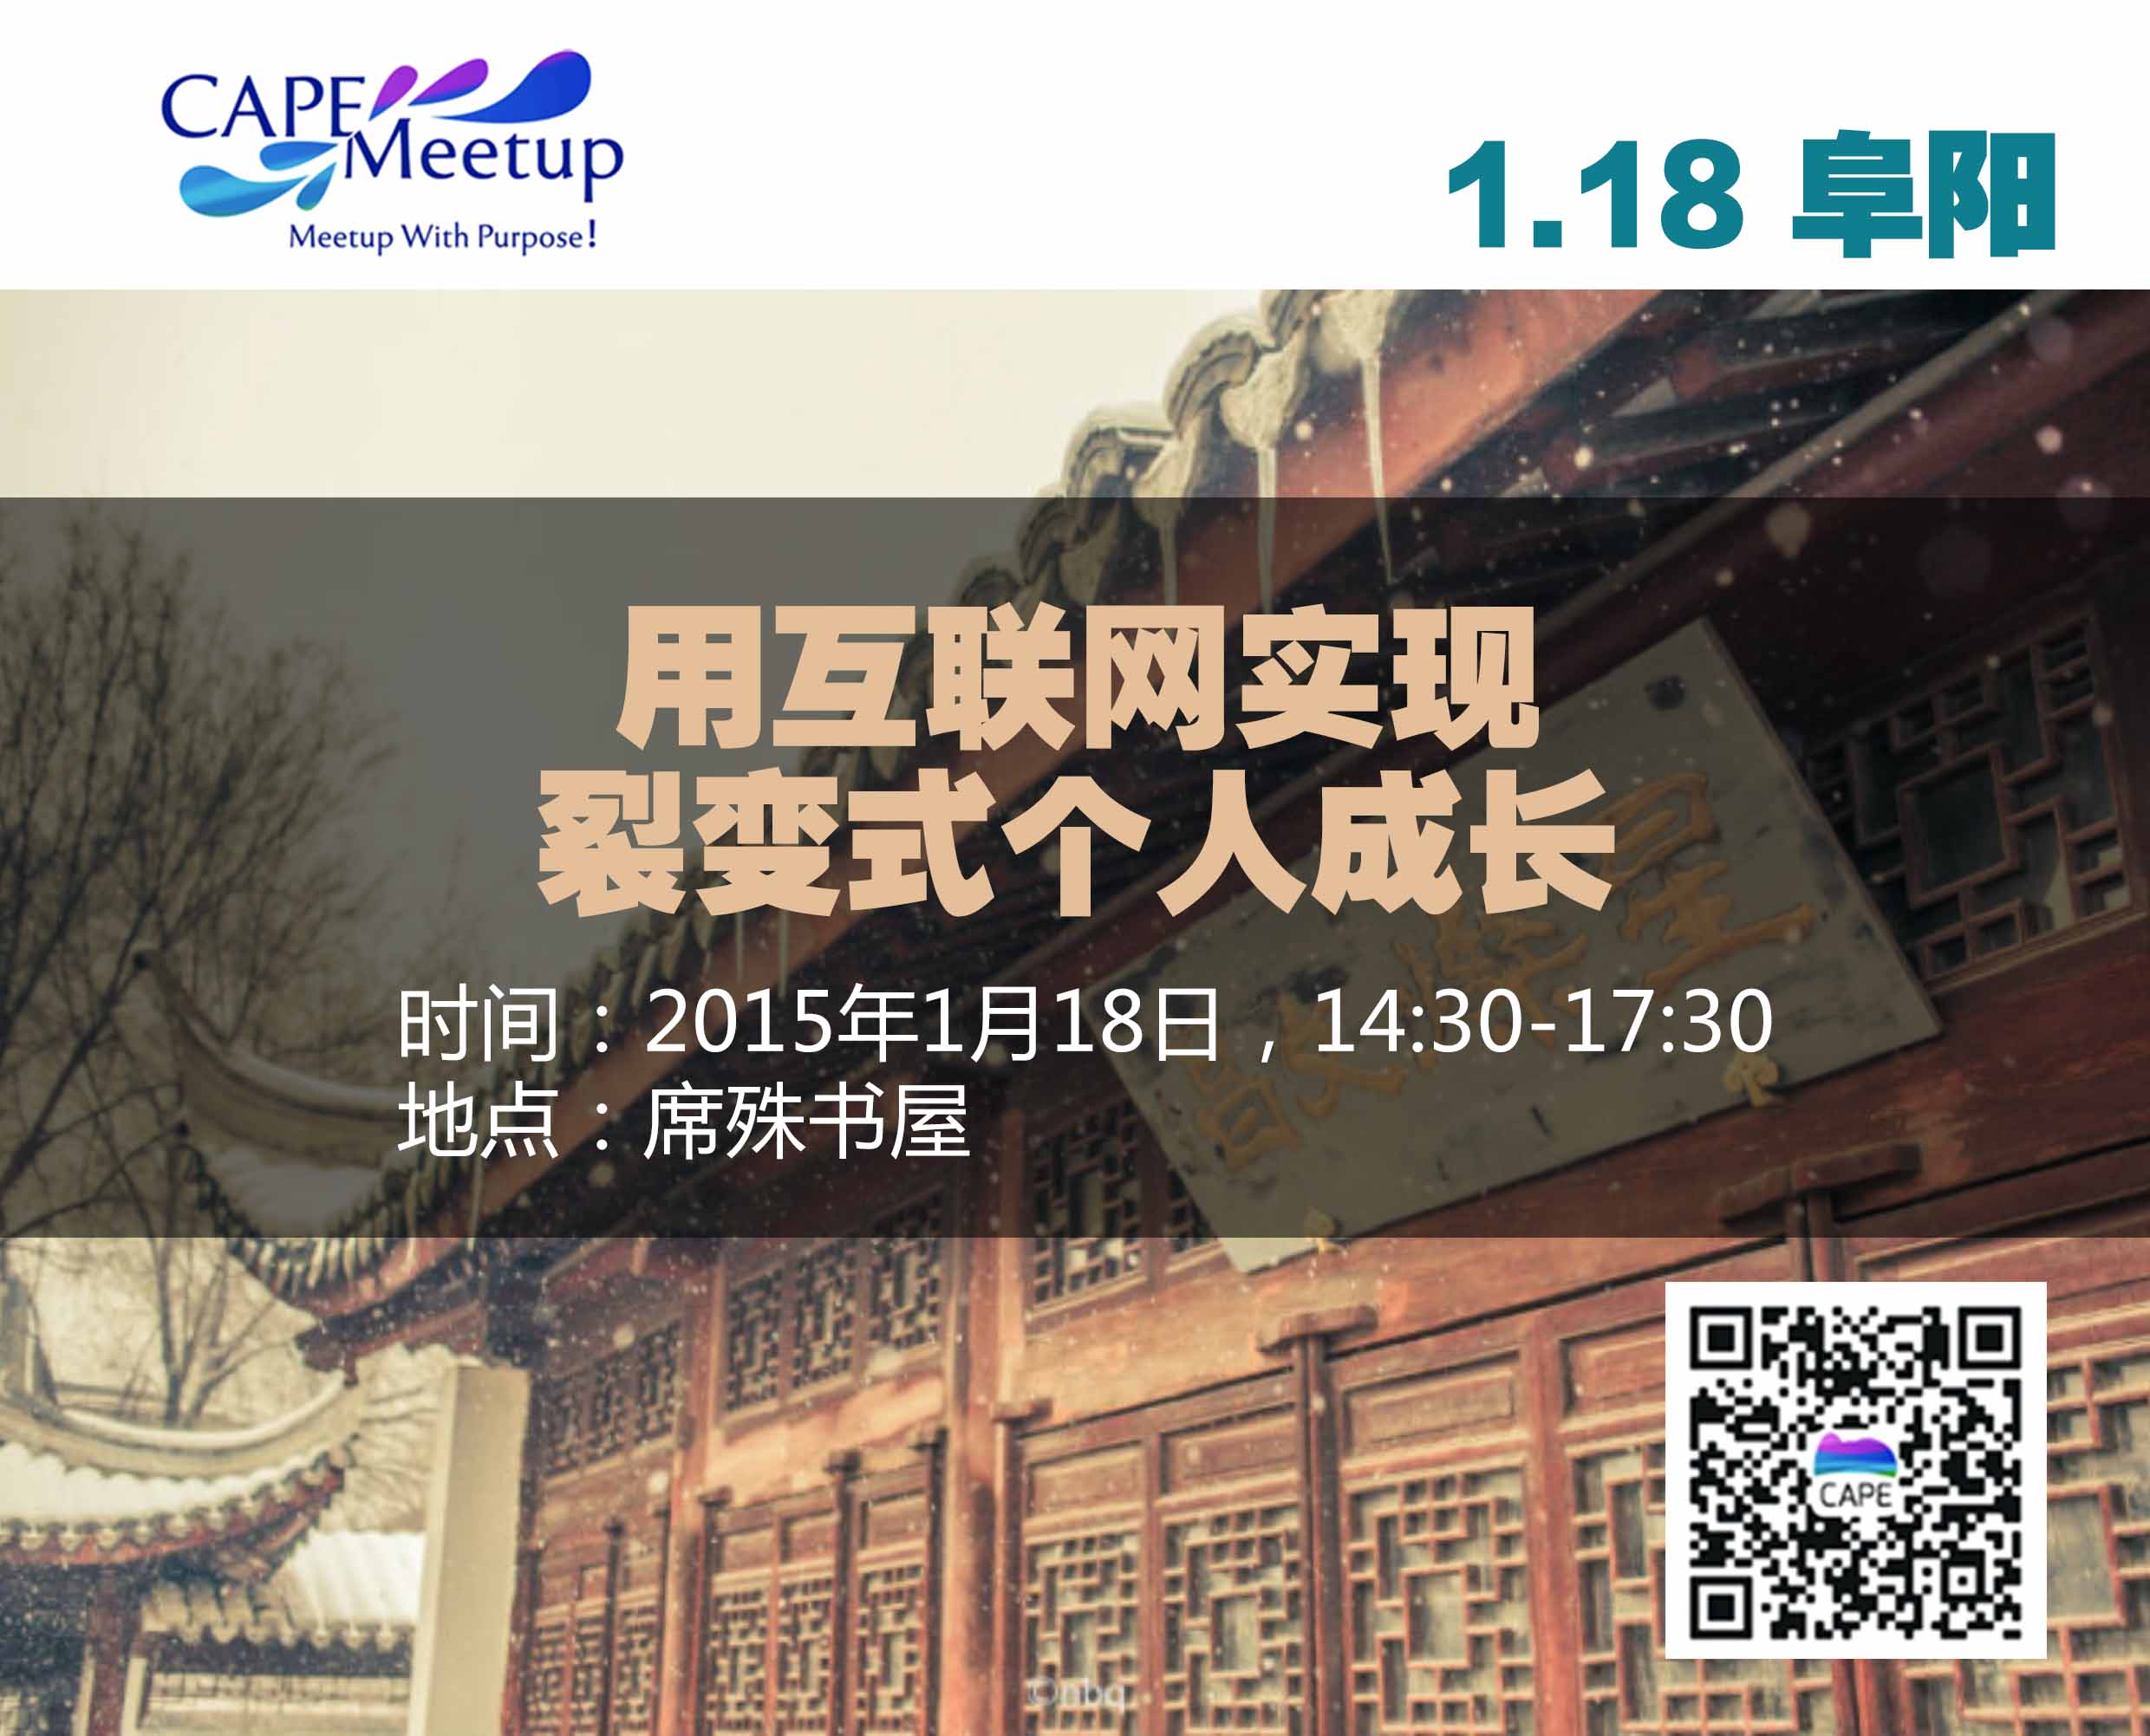 CAPE
Meetup
Meetup With Purpose!
1.18 阜阳
用互联网实现
裂变式个人成长
时间：2015年1月18日，14:30-17:30
地点：席殊书屋
CAPE
©nbq